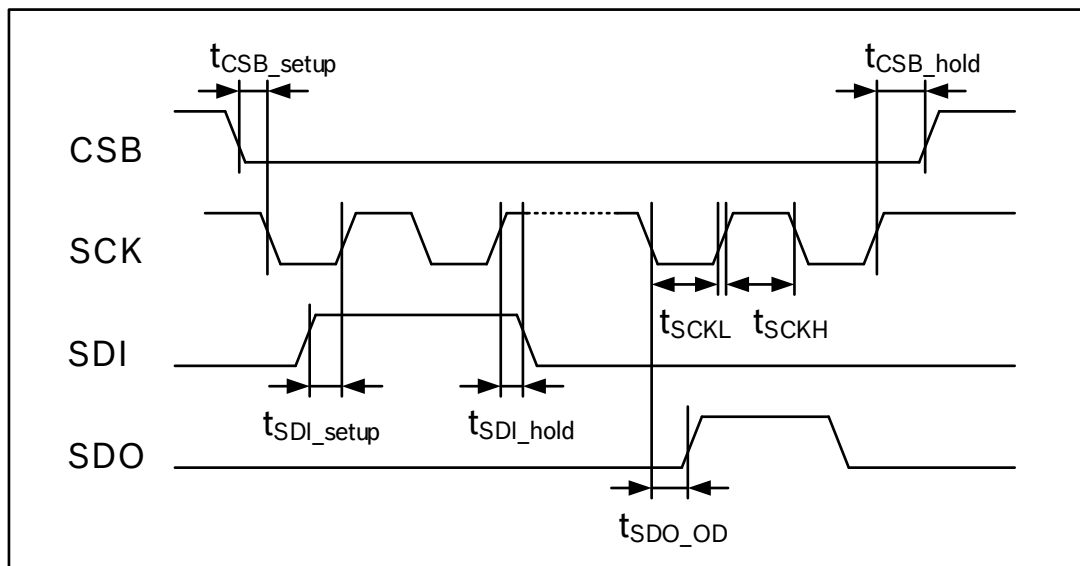 tCSB_setup
tCSB_hold
CSB
SCK
tSCKL
tSCKH
SDI
tSDI_setup
tSDI_hold
SDO
tSDO_OD